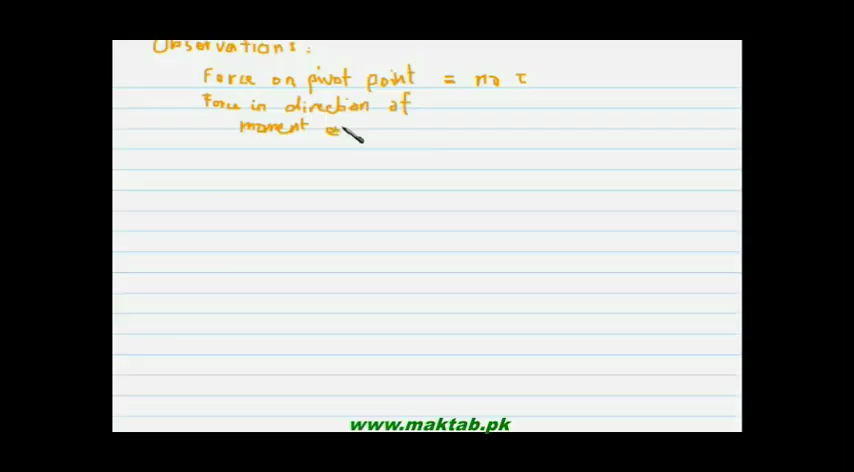 Observations:
Force on pivot point = no τ
Force in direction of
moment
www.maktab.pk